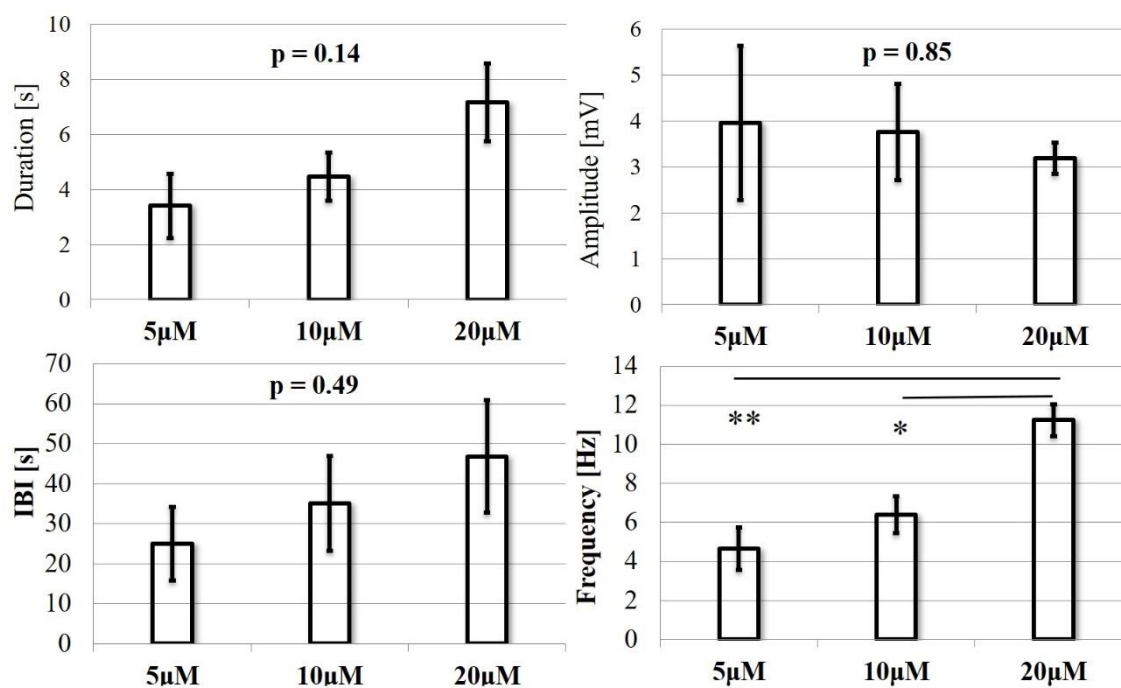 Duration [s]
p = 0.14
10
8
6
4
2
0
5µM
10µM
20µM
Amplitude [mV]
p = 0.85
6
5
4
3
2
1
0
5µM
10µM
20µM
IBI [s]
p = 0.49
70
60
50
40
30
20
10
0
5µM
10µM
20µM
Frequency [Hz]
14
12
10
8
6
4
2
0
**
*
5µM
10µM
20µM